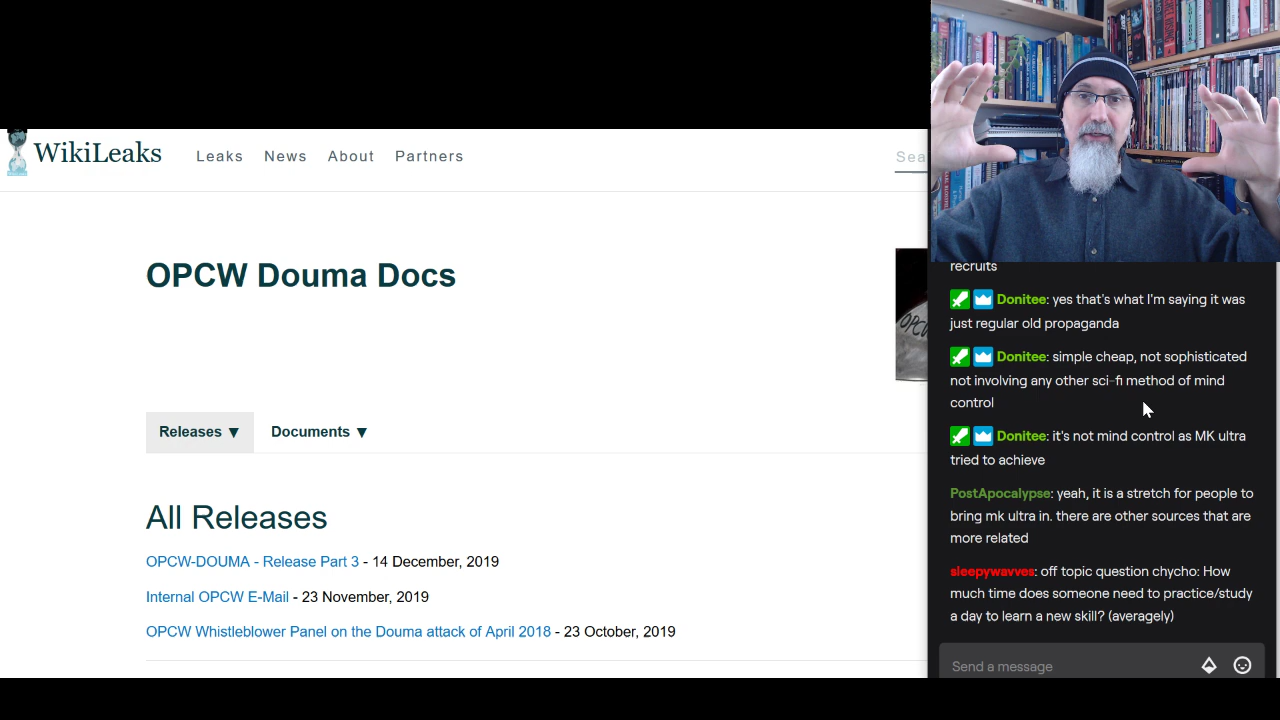 WikiLeaks
Leaks News About Partners
Sea
OPCW Douma Docs
OPCW
Releases ▼ Documents ▼
All Releases
OPCW-DOUMA - Release Part 3 - 14 December, 2019
Internal OPCW E-Mail - 23 November, 2019
OPCW Whistleblower Panel on the Douma attack of April 2018 - 23 October, 2019
recruits
Donitee: yes that's what I'm saying it was
just regular old propaganda
Donitee: simple cheap, not sophisticated
not involving any other sci-fi method of mind
control
Donitee: it's not mind control as MK ultra
tried to achieve
PostApocalypse: yeah, it is a stretch for people to
bring mk ultra in. there are other sources that are
more related
sleepywavves: off topic question chycho: How
much time does someone need to practice/study
a day to learn a new skill? (averagely)
Send a message